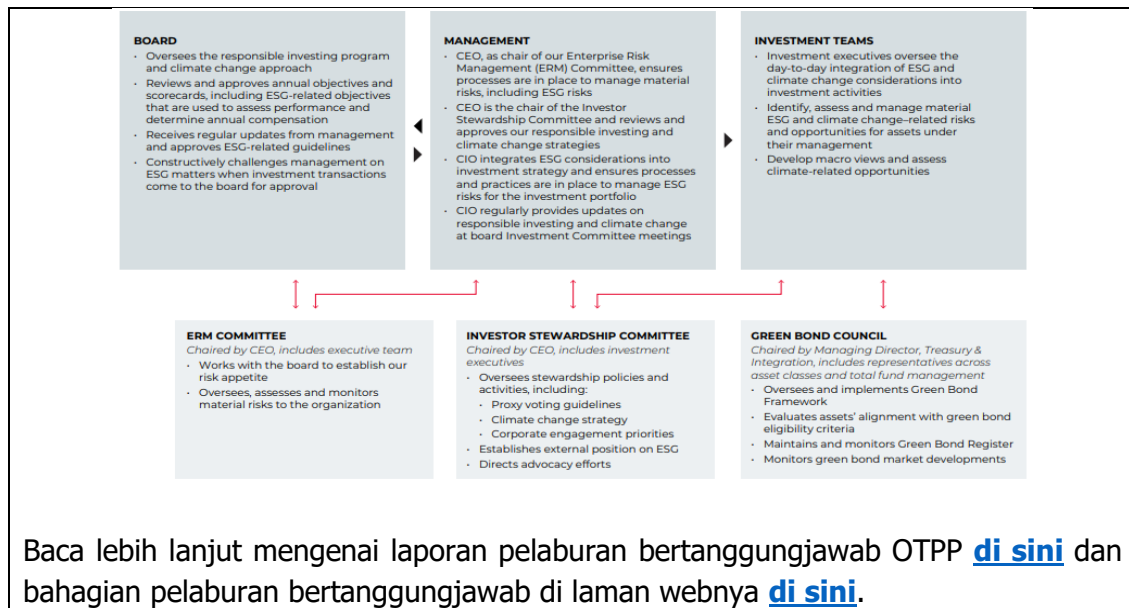 BOARD
• Oversees the responsible investing program
and climate change approach
• Reviews and approves annual objectives and
scorecards, including ESG-related objectives
that are used to assess performance and
determine annual compensation
• Receives regular updates from management
and approves ESG-related guidelines
• Constructively challenges management on
ESG matters when investment transactions
come to the board for approval
MANAGEMENT
• CEO, as chair of our Enterprise Risk
Management (ERM) Committee, ensures
processes are in place to manage material
risks, including ESG risks
• CEO is the chair of the Investor
Stewardship Committee and reviews and
approves our responsible investing and
climate change strategies
• CIO integrates ESG considerations into
investment strategy and ensures processes
and practices are in place to manage ESG
risks for the investment portfolio
• CIO regularly provides updates on
responsible investing and climate change
at board Investment Committee meetings
INVESTMENT TEAMS
• Investment executives oversee the
day-to-day integration of ESG and
climate change considerations into
investment activities
• Identify, assess and manage material
ESG and climate change–related risks
and opportunities for assets under
their management
• Develop macro views and assess
climate-related opportunities
ERM COMMITTEE
Chaired by CEO, includes executive team
• Works with the board to establish our
risk appetite
• Oversees, assesses and monitors
material risks to the organization
INVESTOR STEWARDSHIP COMMITTEE
Chaired by CEO, includes investment
executives
• Oversees stewardship policies and
activities, including:
• Proxy voting guidelines
• Climate change strategy
• Corporate engagement priorities
• Establishes external position on ESG
• Directs advocacy efforts
GREEN BOND COUNCIL
Chaired by Managing Director, Treasury &
Integration, includes representatives across
asset classes and total fund management
• Oversees and implements Green Bond
Framework
• Evaluates assets' alignment with green bond
eligibility criteria
• Maintains and monitors Green Bond Register
• Monitors green bond market developments
Baca lebih lanjut mengenai laporan pelaburan bertanggungjawab OTPP di sini dan
bahagian pelaburan bertanggungjawab di laman webnya di sini.